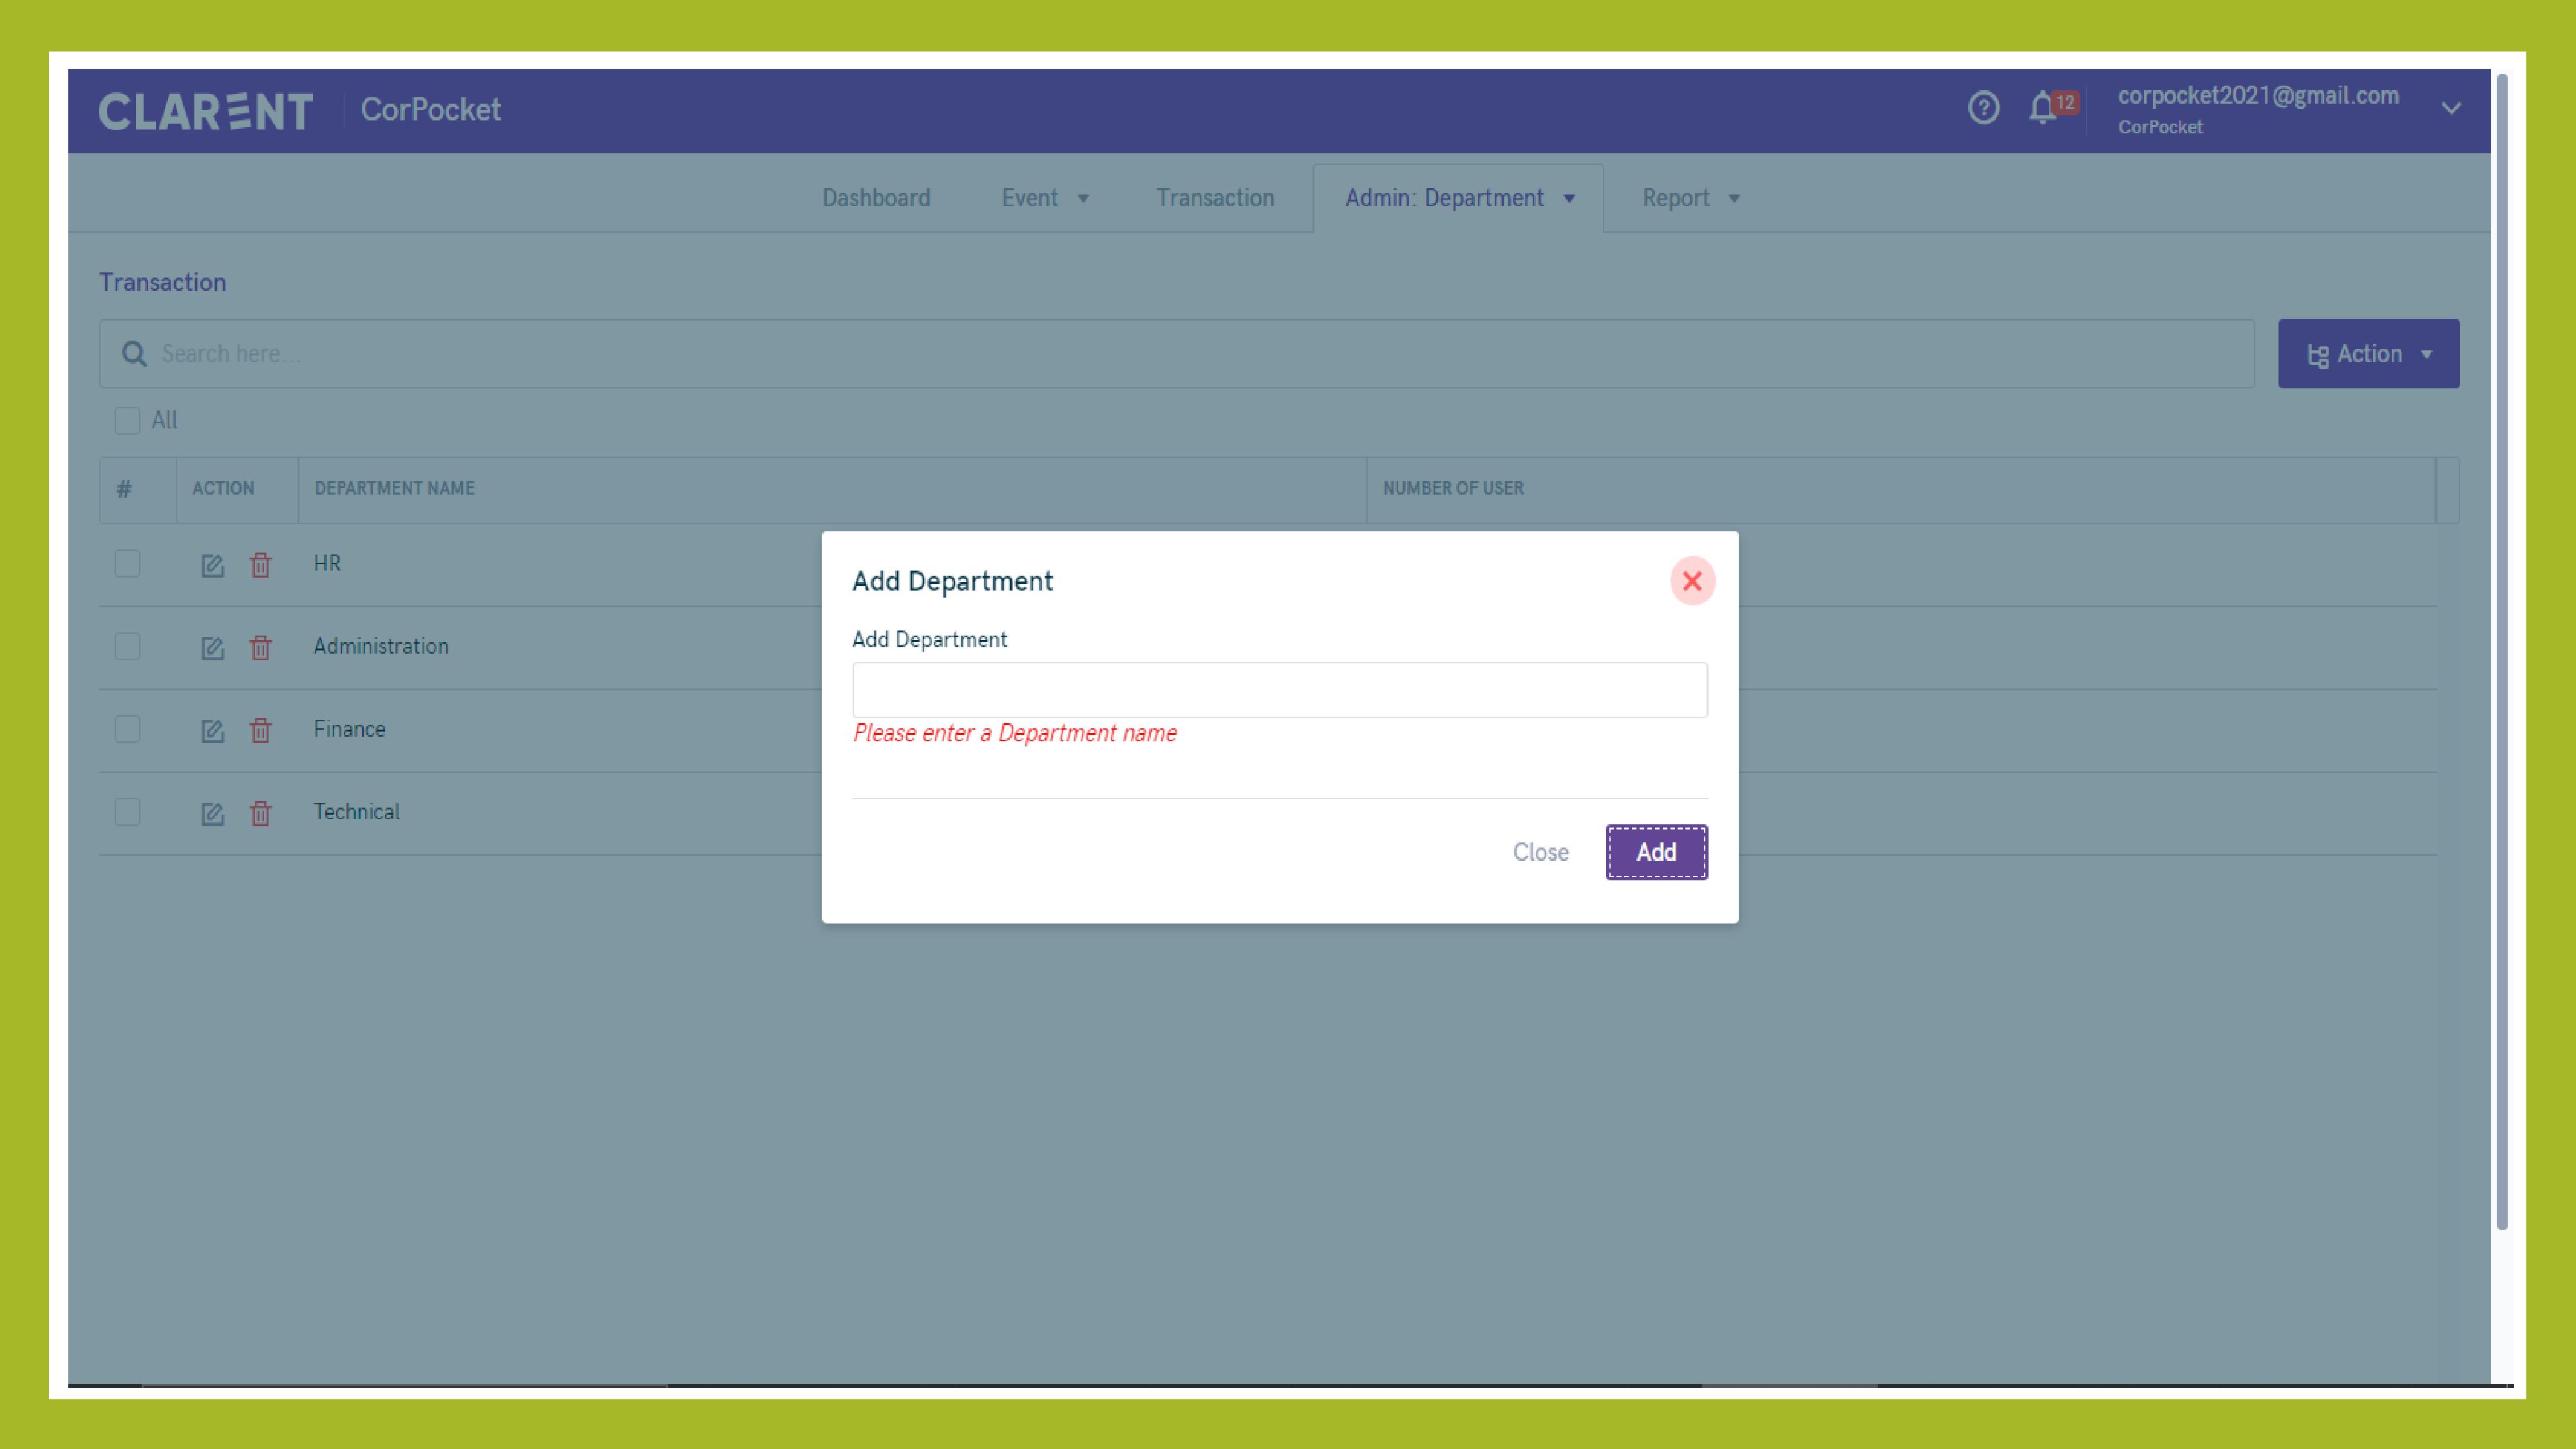 CLARENT CorPocket
12
corpocket2021@gmail.com
CorPocket
Dashboard Event Transaction Admin: Department Report
Transaction
Search here...
Action
All
# ACTION DEPARTMENT NAME NUMBER OF USER
HR
Administration
Finance
Technical
Add Department
Add Department
Please enter a Department name
Close Add